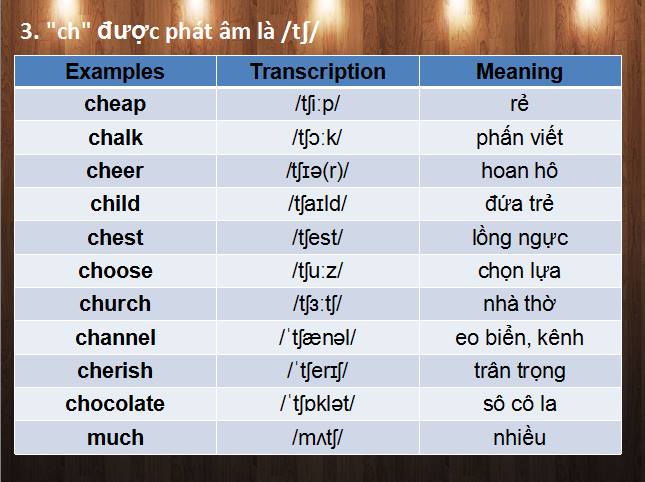 3. "ch" được phát âm là /tʃ/
Examples Transcription Meaning
cheap /tʃiːp/ rẻ
chalk /tʃɔːk/ phấn viết
cheer /tʃɪə(r)/ hoan hô
child /tʃaɪld/ đứa trẻ
chest /tʃest/ lồng ngực
choose /tʃuːz/ chọn lựa
church /tʃɜːtʃ/ nhà thờ
channel /ˈtʃænəl/ eo biển, kênh
cherish /ˈtʃerɪʃ/ trân trọng
chocolate /ˈtʃɒklət/ sô cô la
much /mʌtʃ/ nhiều